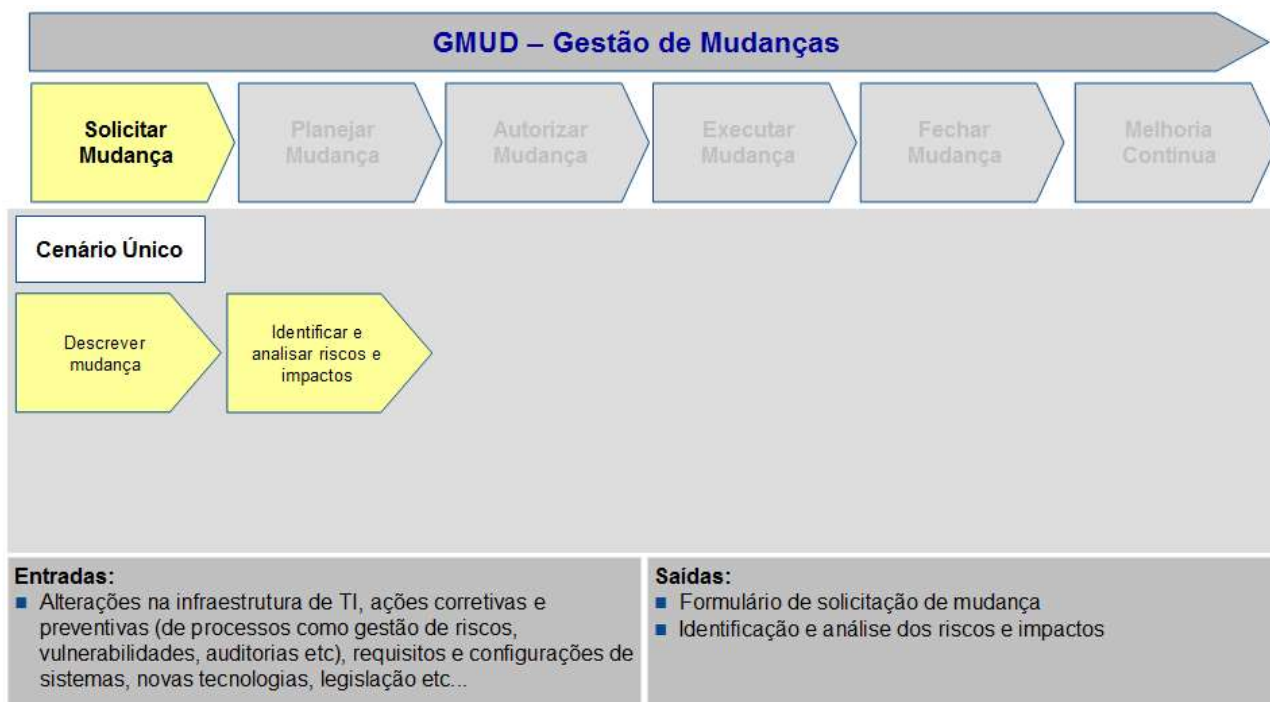 GMUD – Gestão de Mudanças
Solicitar
Mudança
Planejar
Mudança
Autorizar
Mudança
Executar
Mudança
Fechar
Mudança
Melhoria
Contínua
Cenário Único
Descrever
mudança
Identificar e
analisar riscos e
impactos
Entradas:
Alterações na infraestrutura de TI, ações corretivas e
preventivas (de processos como gestão de riscos,
vulnerabilidades, auditorias etc), requisitos e configurações de
sistemas, novas tecnologias, legislação etc...
Saídas:
Formulário de solicitação de mudança
Identificação e análise dos riscos e impactos